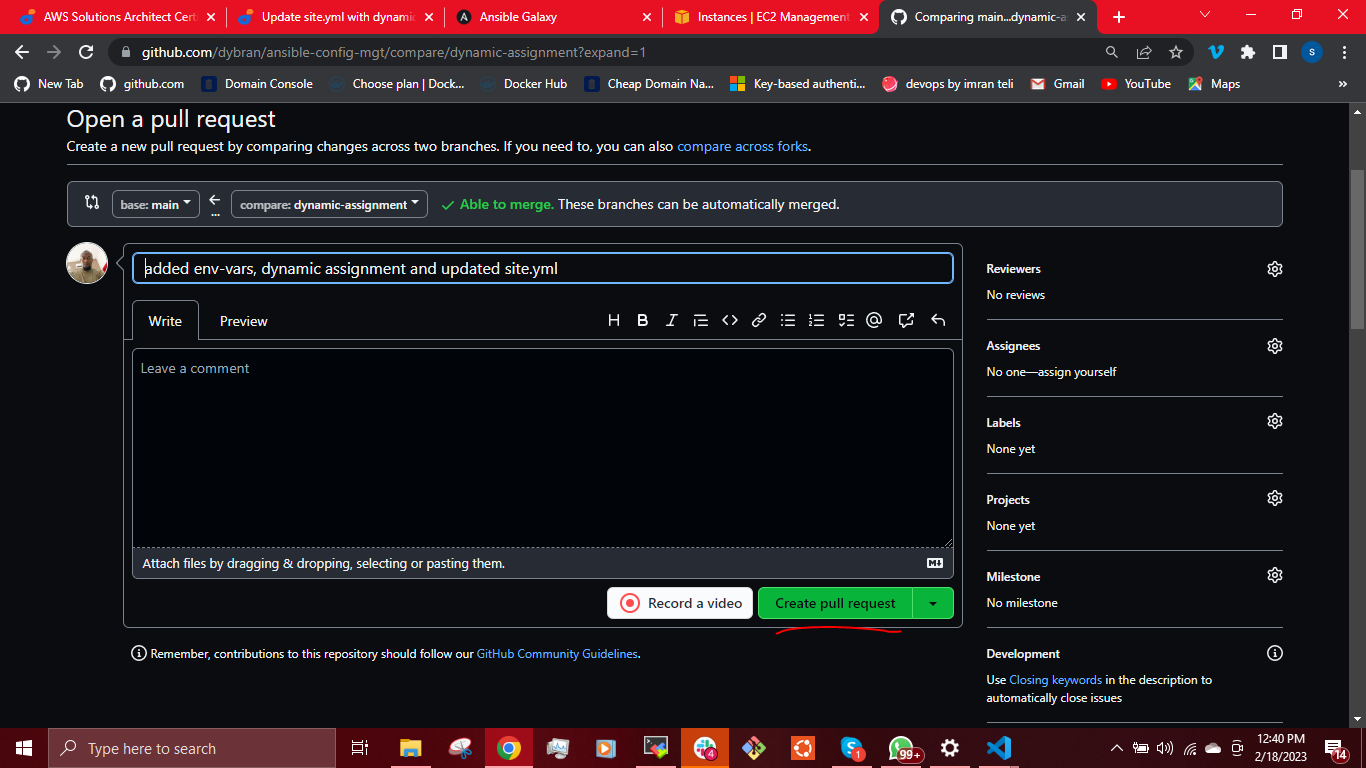 AWS Solutions Architect Cert
Update site.yml with dynamic
Ansible Galaxy
Instances | EC2 Management
Comparing main...dynamic-a
github.com/dybran/ansible-config-mgt/compare/dynamic-assignment?expand=1
S
New Tab
github.com
Domain Console
Choose plan | Dock...
Docker Hub
Cheap Domain Na...
Key-based authenti...
devops by imran teli
Gmail
YouTube
Maps
»
Open a pull request
Create a new pull request by comparing changes across two branches. If you need to, you can also compare across forks.
base: main
...
compare: dynamic-assignment
Able to merge. These branches can be automatically merged.
added env-vars, dynamic assignment and updated site.yml
Write
Preview
H B I
Leave a comment
Attach files by dragging & dropping, selecting or pasting them.
Record a video
Create pull request
Remember, contributions to this repository should follow our GitHub Community Guidelines.
Reviewers
No reviews
Assignees
No one—assign yourself
Labels
None yet
Projects
None yet
Milestone
No milestone
Development
Use Closing keywords in the description to
automatically close issues
Type here to search
4
1
99+
12:40 PM
2/18/2023
14